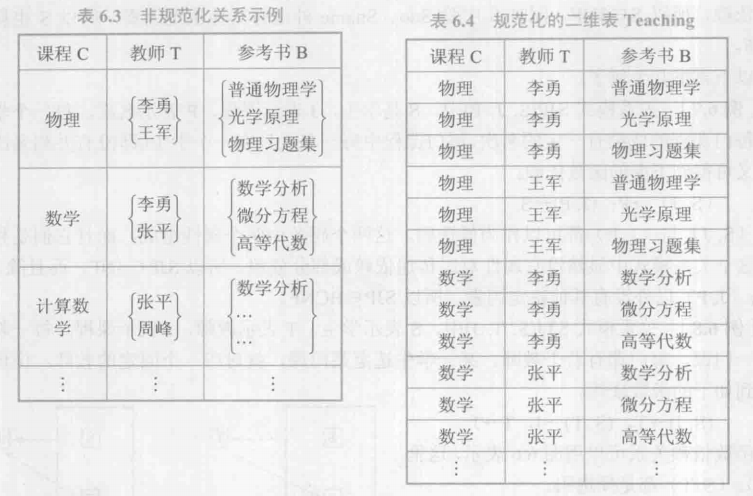 表 6.3 非规范化关系示例
课程 C 教师 T 参考书 B
物理 李勇 王军 普通物理学 光学原理 物理习题集
数学 李勇 张平 数学分析 微分方程 高等代数
计算数学 张平 周峰 数学分析 … …
⋮ ⋮ ⋮
表 6.4 规范化的二维表 Teaching
课程 C 教师 T 参考书 B
物理 李勇 普通物理学
物理 李勇 光学原理
物理 李勇 物理习题集
物理 王军 普通物理学
物理 王军 光学原理
物理 王军 物理习题集
数学 李勇 数学分析
数学 李勇 微分方程
数学 李勇 高等代数
数学 张平 数学分析
数学 张平 微分方程
数学 张平 高等代数
⋮ ⋮ ⋮